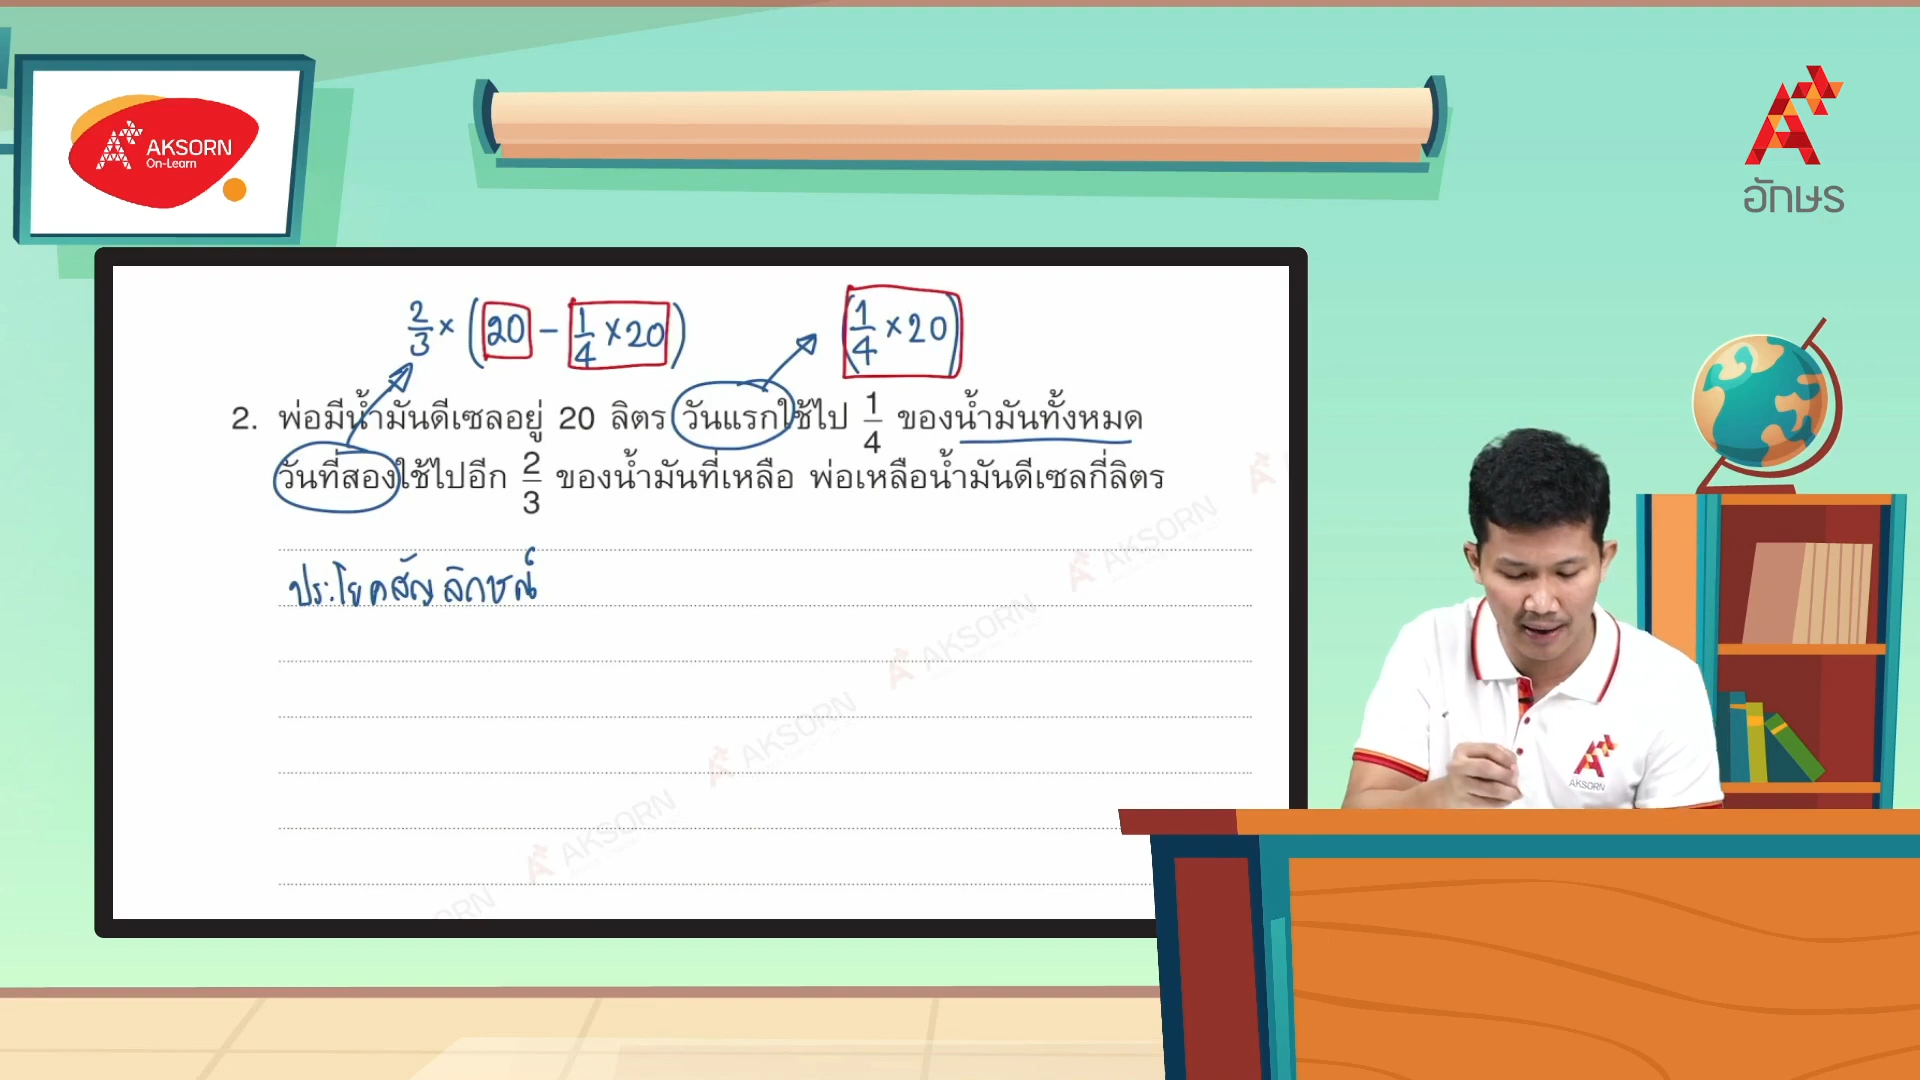 AKSORN
On-Learn
อักษร
2/3 × (20 − 1/4 × 20)
(1/4 × 20)
2. พ่อมีน้ำมันดีเซลอยู่ 20 ลิตร วันแรกใช้ไป 1/4 ของน้ำมันทั้งหมด
วันที่สองใช้ไปอีก 2/3 ของน้ำมันที่เหลือ พ่อเหลือน้ำมันดีเซลกี่ลิตร
ประโยคสัญลักษณ์
AKSORN
AKSORN
AKSORN
AKSORN
AKSORN